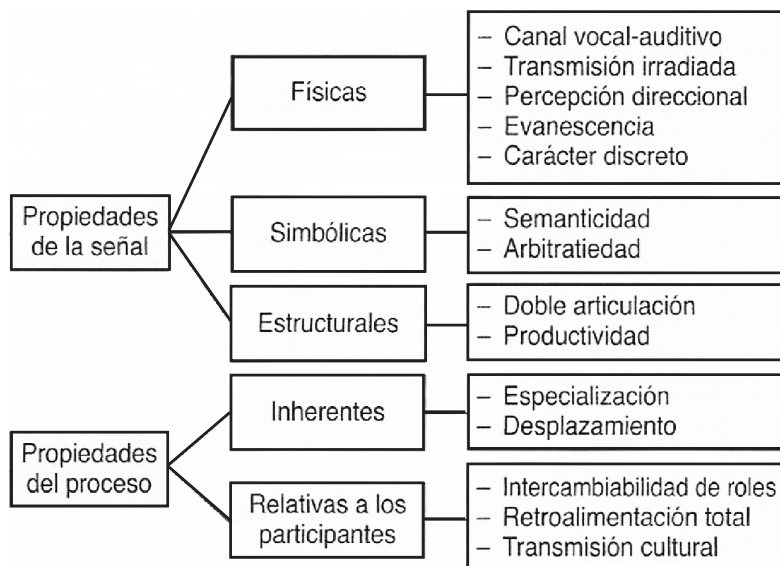 Físicas
– Canal vocal-auditivo
– Transmisión irradiada
– Percepción direccional
– Evanescencia
– Carácter discreto
Propiedades
de la señal
Simbólicas
– Semanticidad
– Arbitratiedad
Estructurales
– Doble articulación
– Productividad
Propiedades
del proceso
Inherentes
– Especialización
– Desplazamiento
Relativas a los
participantes
– Intercambiabilidad de roles
– Retroalimentación total
– Transmisión cultural